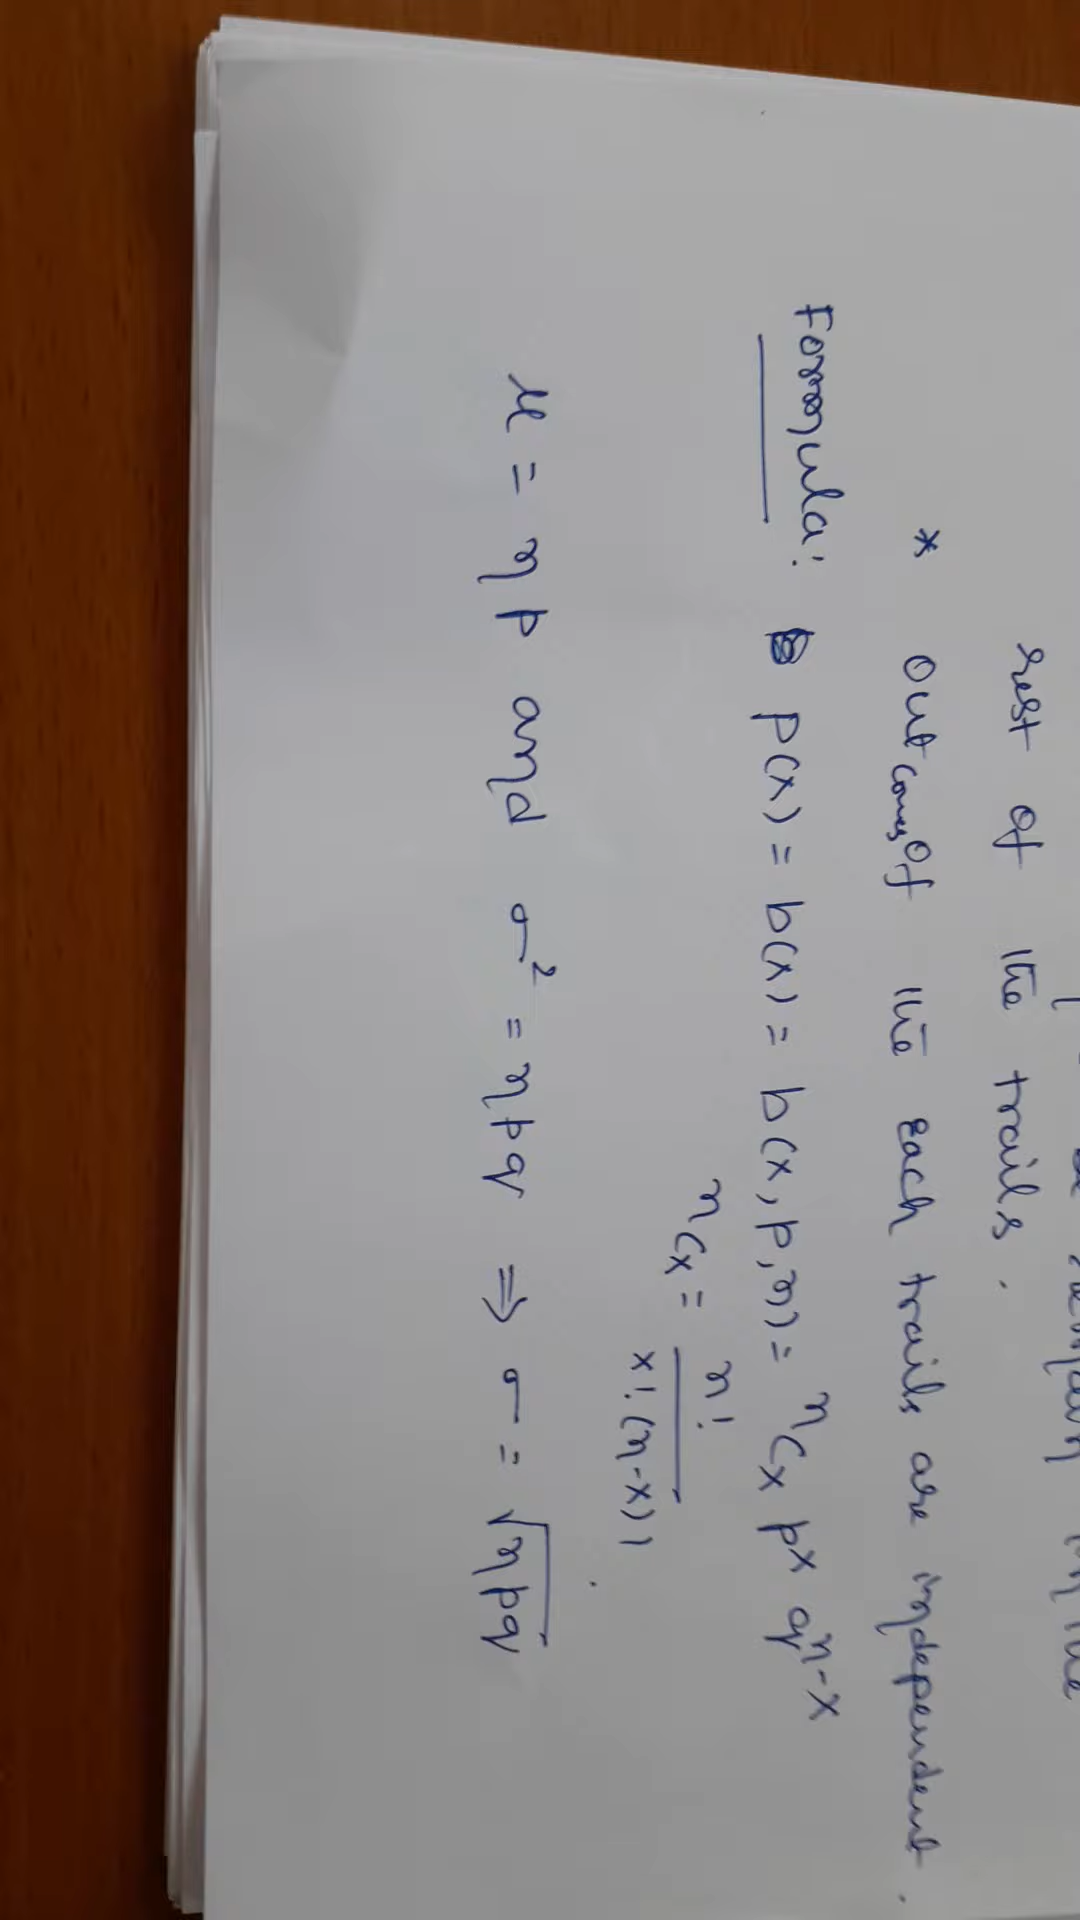 rest of the trails.
* outcomes of the each trails are independent.
Formula: P(x) = b(x) = b(x, p, n) = ⁿCₓ pˣ qⁿ⁻ˣ
ⁿCₓ = n! / x! (n-x)!
μ = np and σ² = npq ⇒ σ = √npq